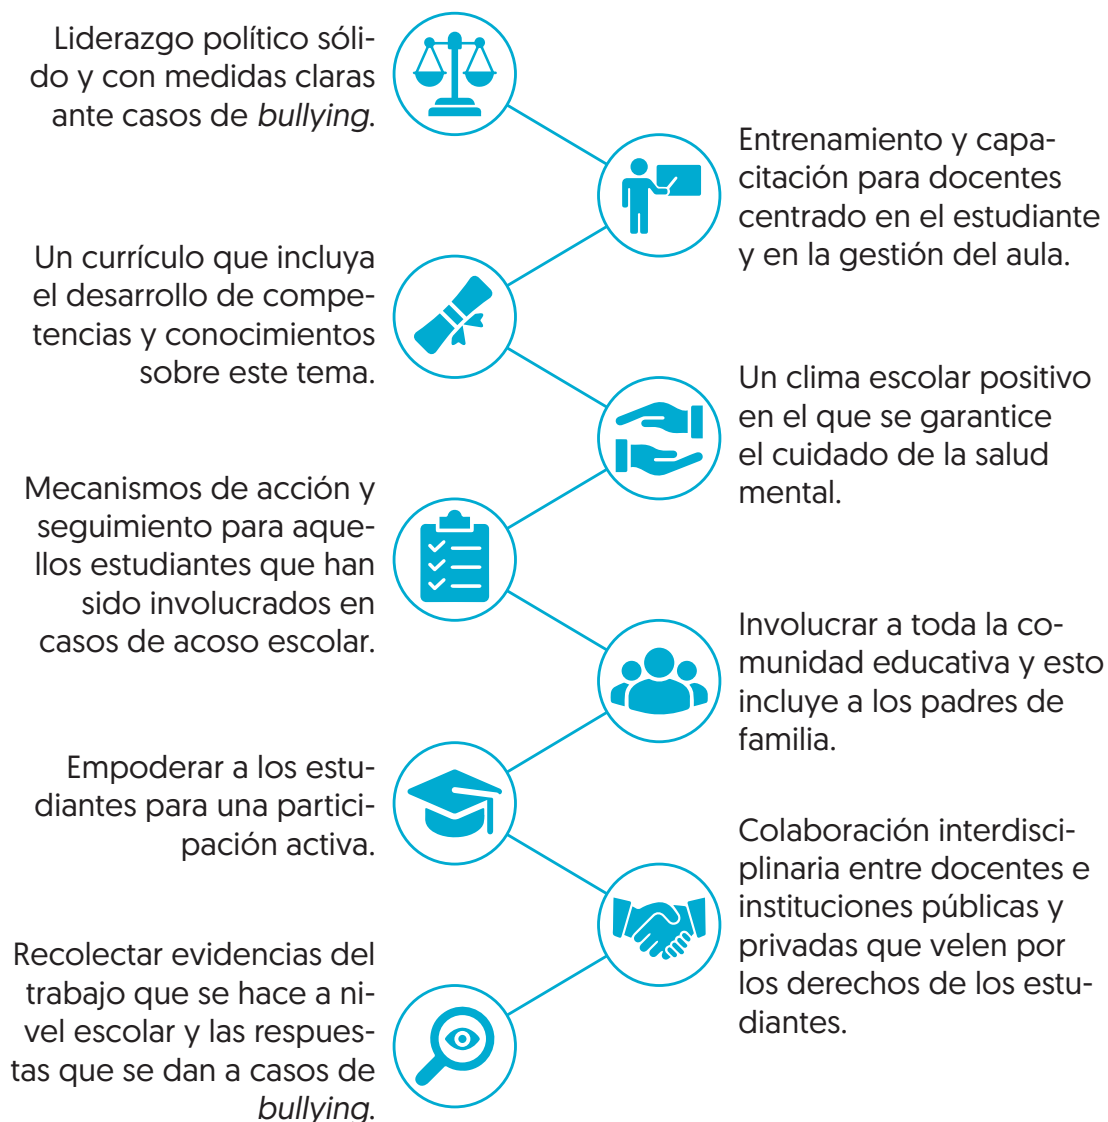 Liderazgo político sóli-
do y con medidas claras
ante casos de bullying.
Entrenamiento y capa-
citación para docentes
centrado en el estudiante
y en la gestión del aula.
Un currículo que incluya
el desarrollo de compe-
tencias y conocimientos
sobre este tema.
Un clima escolar positivo
en el que se garantice
el cuidado de la salud
mental.
Mecanismos de acción y
seguimiento para aque-
llos estudiantes que han
sido involucrados en
casos de acoso escolar.
Involucrar a toda la co-
munidad educativa y esto
incluye a los padres de
familia.
Empoderar a los estu-
diantes para una partici-
pación activa.
Colaboración interdisci-
plinaria entre docentes e
instituciones públicas y
privadas que velen por
los derechos de los estu-
diantes.
Recolectar evidencias del
trabajo que se hace a ni-
vel escolar y las respues-
tas que se dan a casos de
bullying.